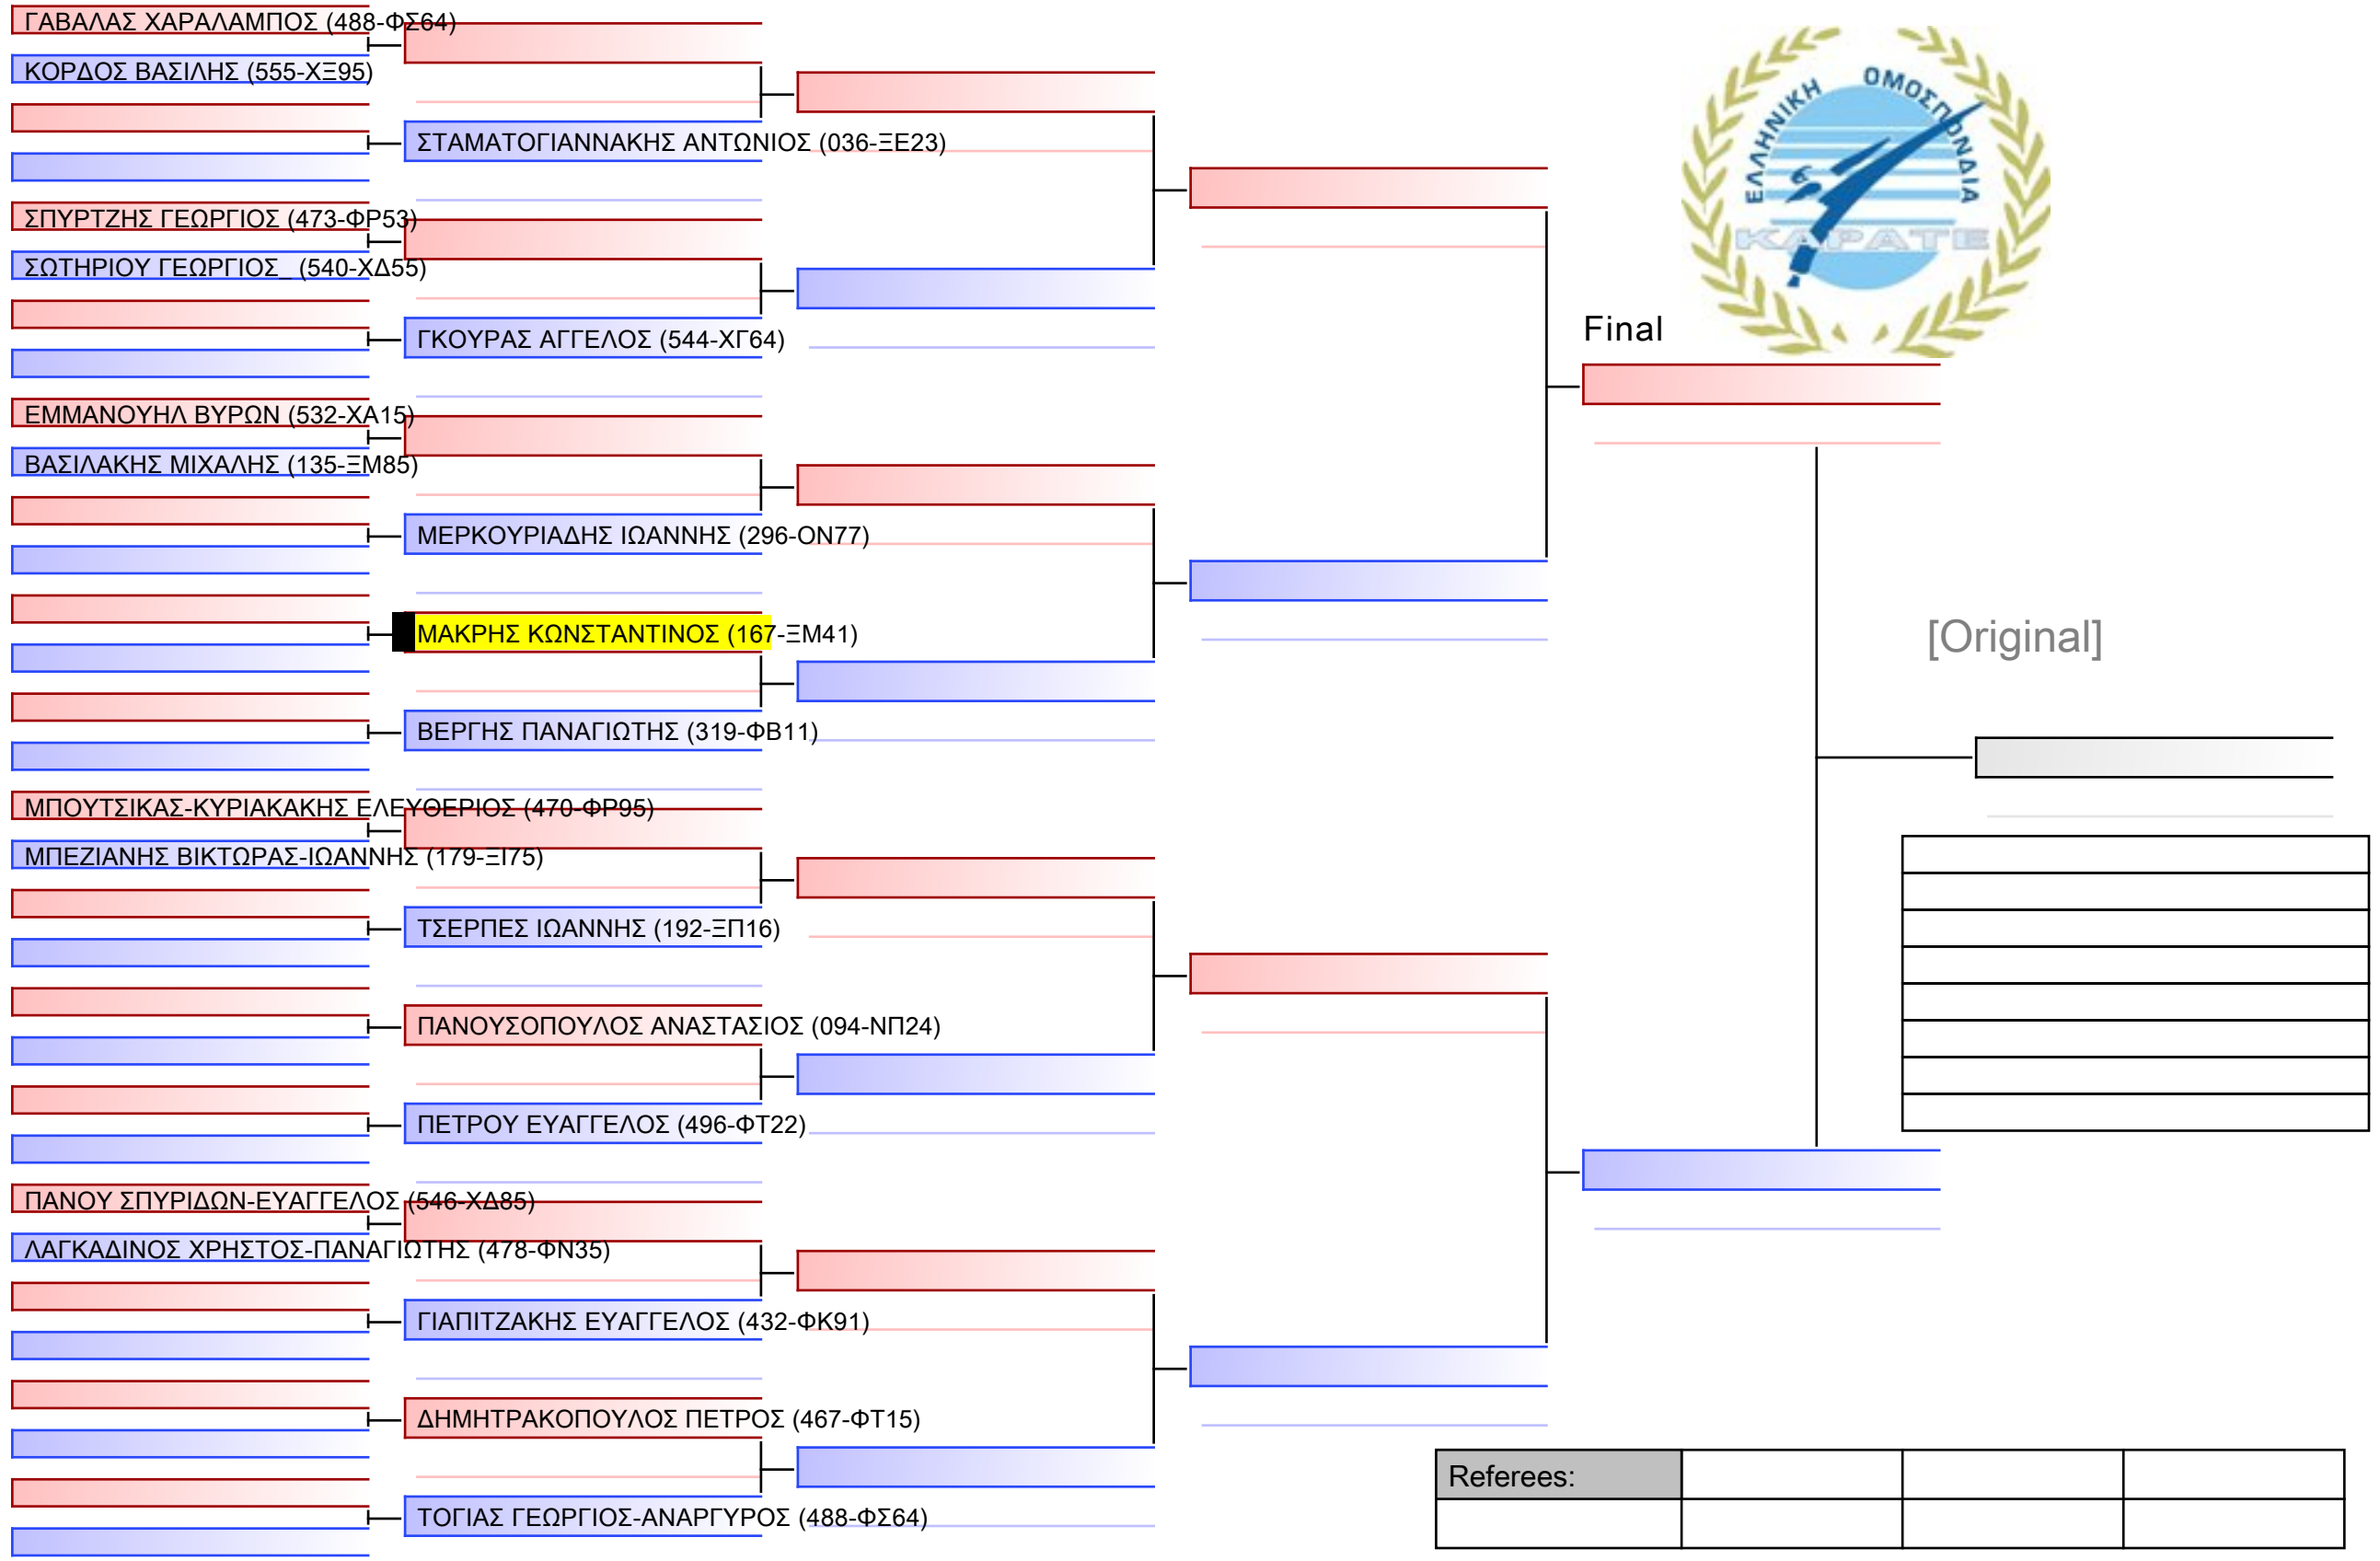 ΓΑΒΑΛΑΣ ΧΑΡΑΛΑΜΠΟΣ (488-ΦΣ64)
ΚΟΡΔΟΣ ΒΑΣΙΛΗΣ (555-ΧΞ95)
ΣΤΑΜΑΤΟΓΙΑΝΝΑΚΗΣ ΑΝΤΩΝΙΟΣ (036-ΞΕ23)
ΣΠΥΡΤΖΗΣ ΓΕΩΡΓΙΟΣ (473-ΦΡ53)
ΣΩΤΗΡΙΟΥ ΓΕΩΡΓΙΟΣ_ (540-ΧΔ55)
ΓΚΟΥΡΑΣ ΑΓΓΕΛΟΣ (544-ΧΓ64)
ΕΜΜΑΝΟΥΗΛ ΒΥΡΩΝ (532-ΧΑ15)
ΒΑΣΙΛΑΚΗΣ ΜΙΧΑΛΗΣ (135-ΞΜ85)
ΜΕΡΚΟΥΡΙΑΔΗΣ ΙΩΑΝΝΗΣ (296-ΟΝ77)
ΜΑΚΡΗΣ ΚΩΝΣΤΑΝΤΙΝΟΣ (167-ΞΜ41)
ΒΕΡΓΗΣ ΠΑΝΑΓΙΩΤΗΣ (319-ΦΒ11)
ΜΠΟΥΤΣΙΚΑΣ-ΚΥΡΙΑΚΑΚΗΣ ΕΛΕΥΘΕΡΙΟΣ (470-ΦΡ95)
ΜΠΕΖΙΑΝΗΣ ΒΙΚΤΩΡΑΣ-ΙΩΑΝΝΗΣ (179-ΞΙ75)
ΤΣΕΡΠΕΣ ΙΩΑΝΝΗΣ (192-ΞΠ16)
ΠΑΝΟΥΣΟΠΟΥΛΟΣ ΑΝΑΣΤΑΣΙΟΣ (094-ΝΠ24)
ΠΕΤΡΟΥ ΕΥΑΓΓΕΛΟΣ (496-ΦΤ22)
ΠΑΝΟΥ ΣΠΥΡΙΔΩΝ-ΕΥΑΓΓΕΛΟΣ (546-ΧΔ85)
ΛΑΓΚΑΔΙΝΟΣ ΧΡΗΣΤΟΣ-ΠΑΝΑΓΙΩΤΗΣ (478-ΦΝ35)
ΓΙΑΠΙΤΖΑΚΗΣ ΕΥΑΓΓΕΛΟΣ (432-ΦΚ91)
ΔΗΜΗΤΡΑΚΟΠΟΥΛΟΣ ΠΕΤΡΟΣ (467-ΦΤ15)
ΤΟΓΙΑΣ ΓΕΩΡΓΙΟΣ-ΑΝΑΡΓΥΡΟΣ (488-ΦΣ64)
ΕΛΛΗΝΙΚΗ ΟΜΟΣΠΟΝΔΙΑ
ΚΑΡΑΤΕ
Final
[Original]
Referees: